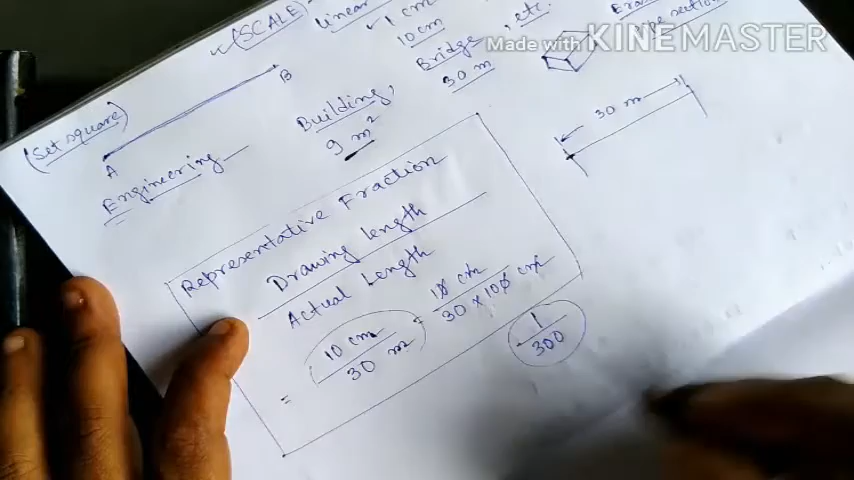 (SCALE)
linear
1 cm
10 cm
Bridge, etc.
30 m
Made with KINEMASTER
section
(Set square)
A
B
Engineering
Building,
9 m²
30 m
Representative Fraction
Drawing length
Actual Length
= 10 cm / 30 m = 10 cm / 30 × 100 cm
1 / 300